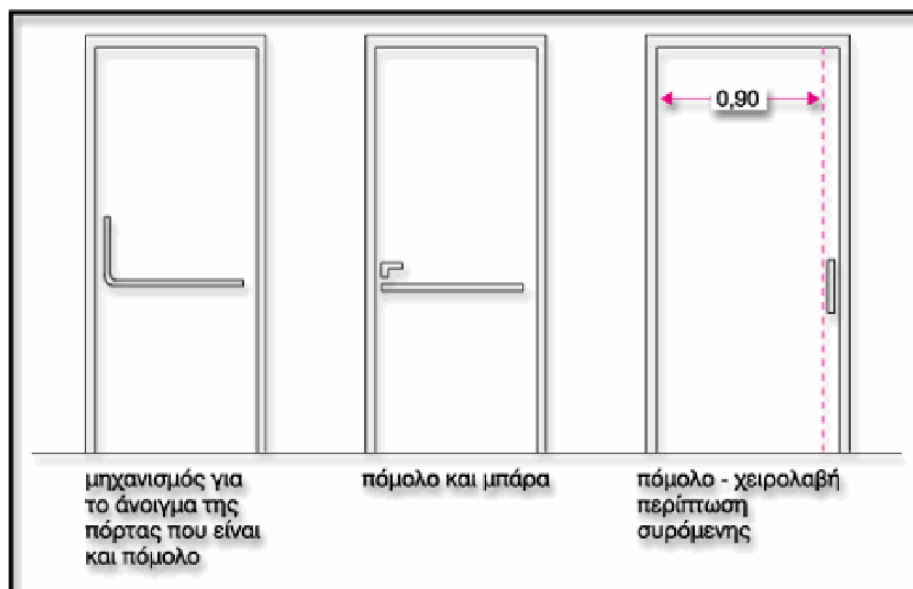 0,90
μηχανισμός για
το άνοιγμα της
πόρτας που είναι
και πόμολο
πόμολο και μπάρα
πόμολο - χειρολαβή
περίπτωση
συρόμενης